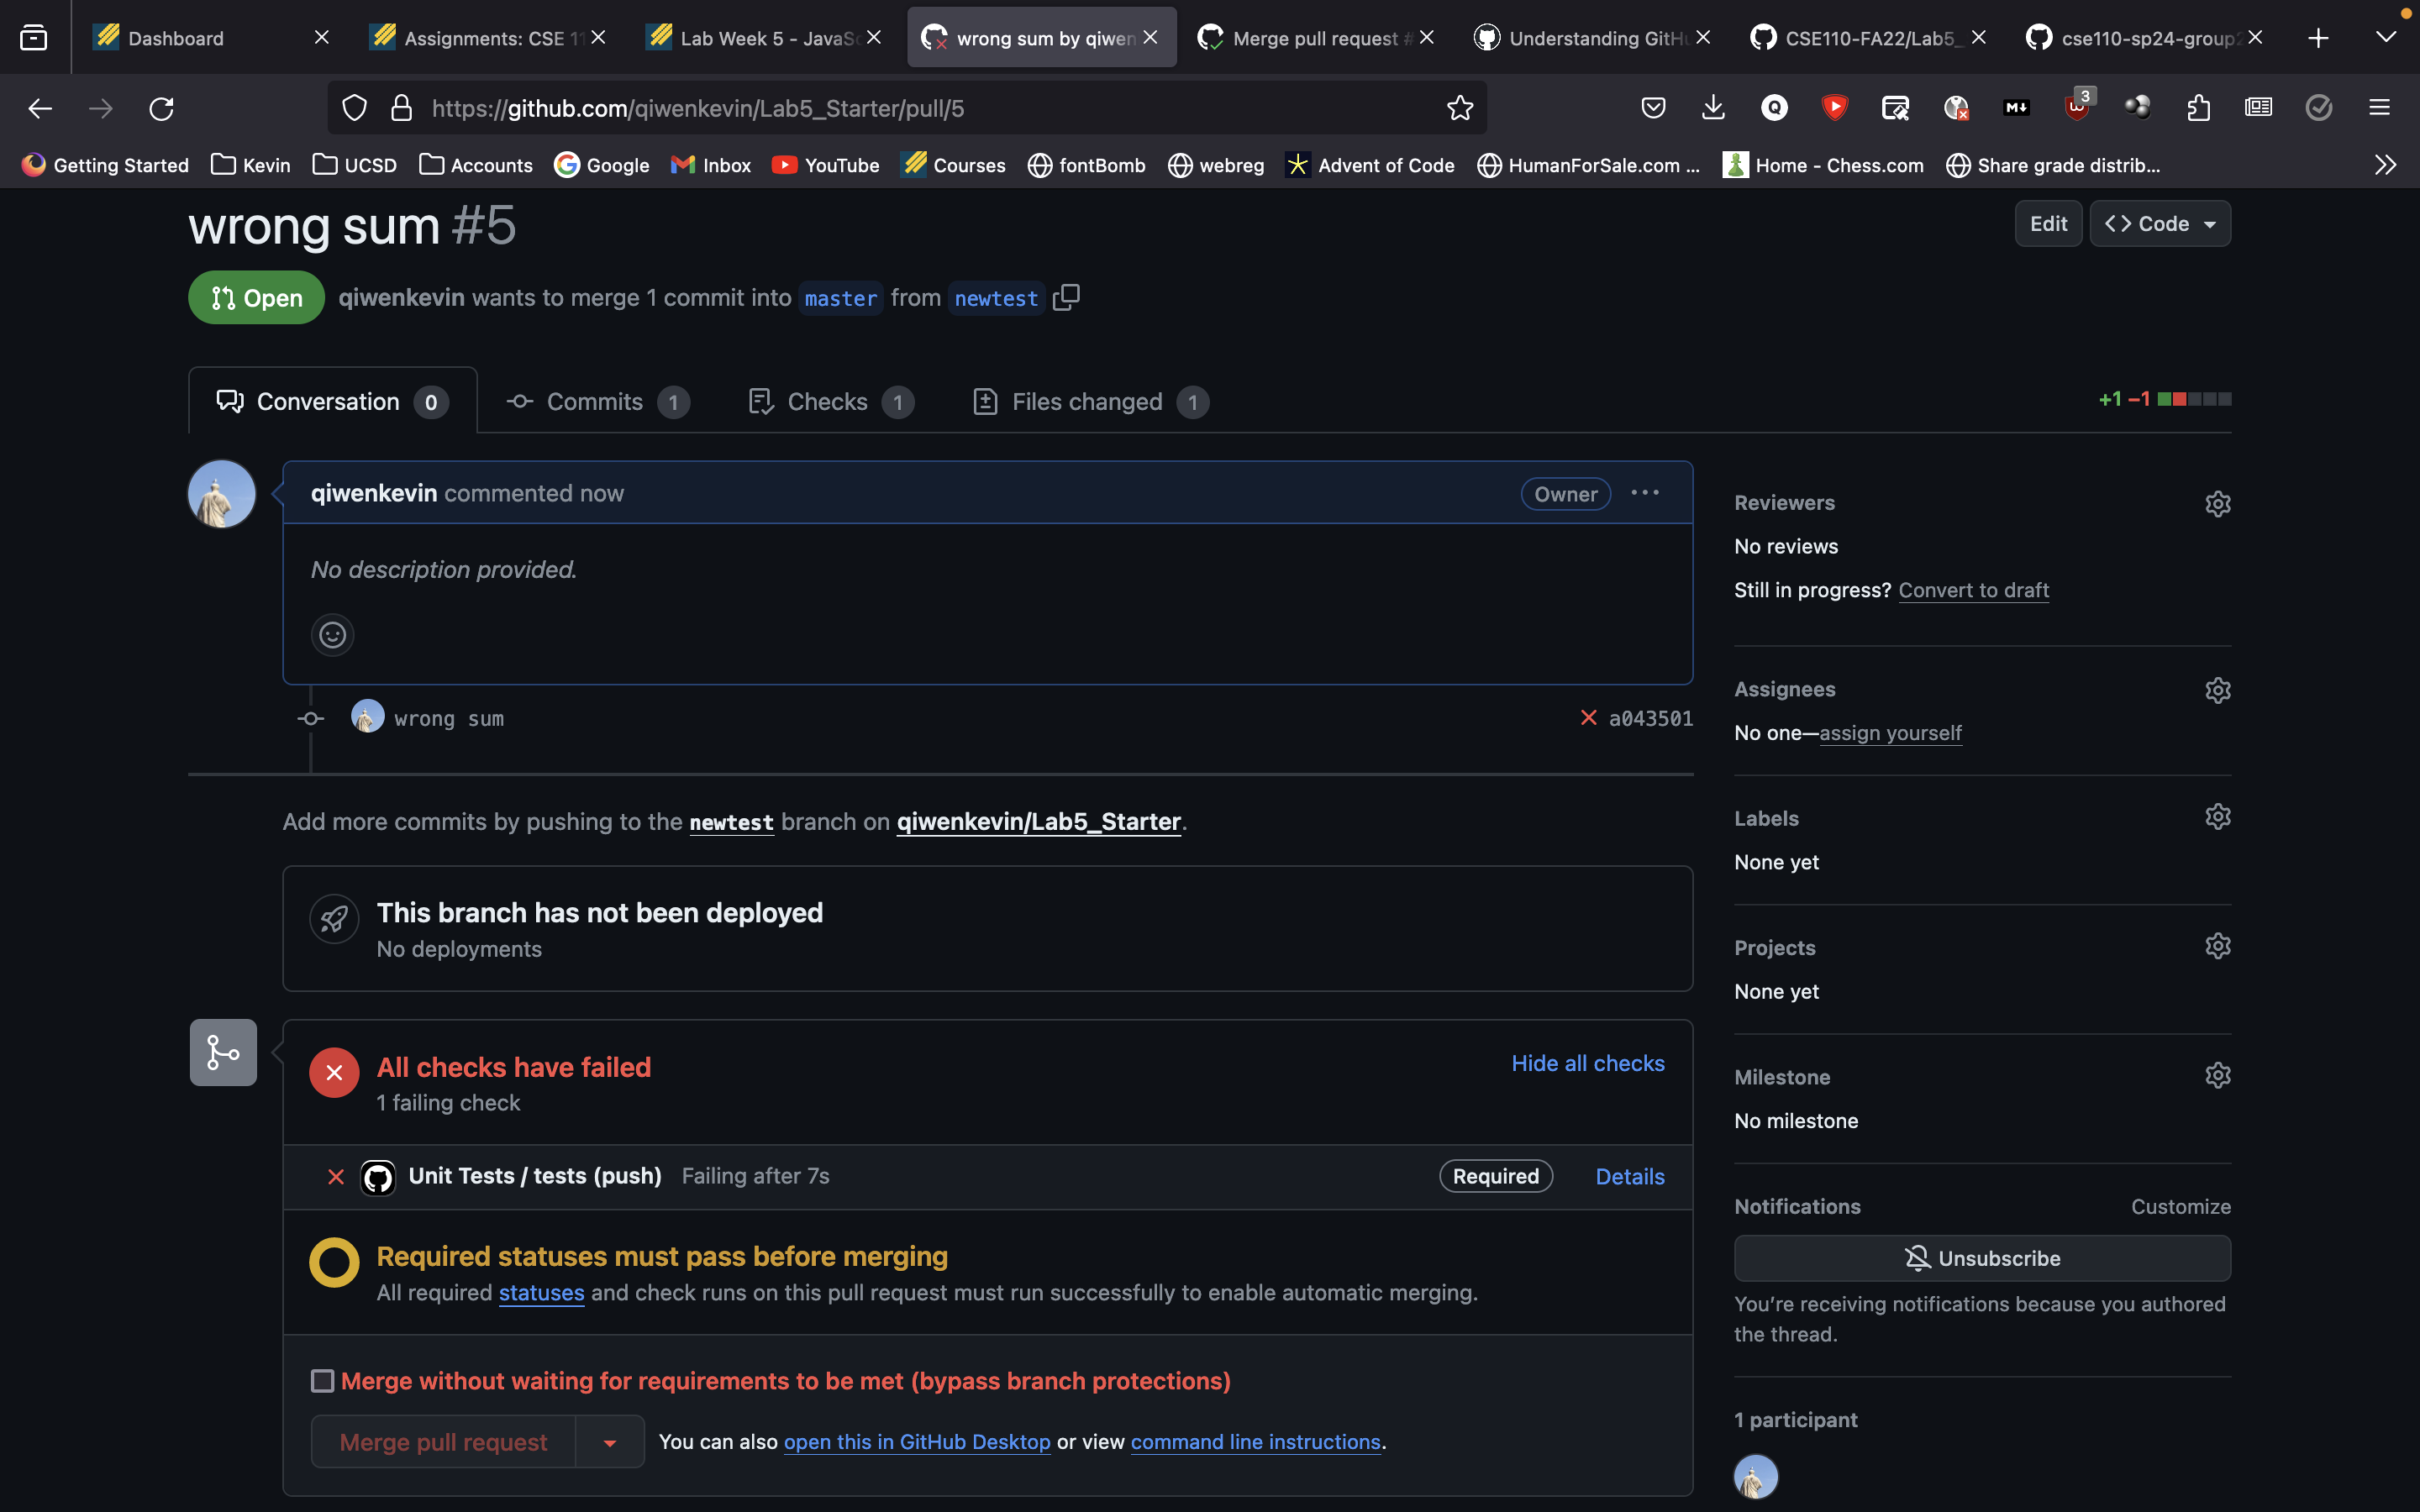 Dashboard
Assignments: CSE 11
Lab Week 5 - JavaSc
wrong sum by qiwen
Merge pull request #
Understanding GitHu
CSE110-FA22/Lab5_
cse110-sp24-group2
https://github.com/qiwenkevin/Lab5_Starter/pull/5
3
Getting Started
Kevin
UCSD
Accounts
Google
Inbox
YouTube
Courses
fontBomb
webreg
Advent of Code
HumanForSale.com ...
Home - Chess.com
Share grade distrib...
wrong sum #5
Edit
Code
Open
qiwenkevin wants to merge 1 commit into master from newtest
Conversation 0
Commits 1
Checks 1
Files changed 1
+1 −1
qiwenkevin commented now
Owner
No description provided.
wrong sum
a043501
Add more commits by pushing to the newtest branch on qiwenkevin/Lab5_Starter.
This branch has not been deployed
No deployments
All checks have failed
Hide all checks
1 failing check
Unit Tests / tests (push) Failing after 7s
Required
Details
Required statuses must pass before merging
All required statuses and check runs on this pull request must run successfully to enable automatic merging.
Merge without waiting for requirements to be met (bypass branch protections)
Merge pull request
You can also open this in GitHub Desktop or view command line instructions.
Reviewers
No reviews
Still in progress? Convert to draft
Assignees
No one—assign yourself
Labels
None yet
Projects
None yet
Milestone
No milestone
Notifications
Customize
Unsubscribe
You're receiving notifications because you authored
the thread.
1 participant